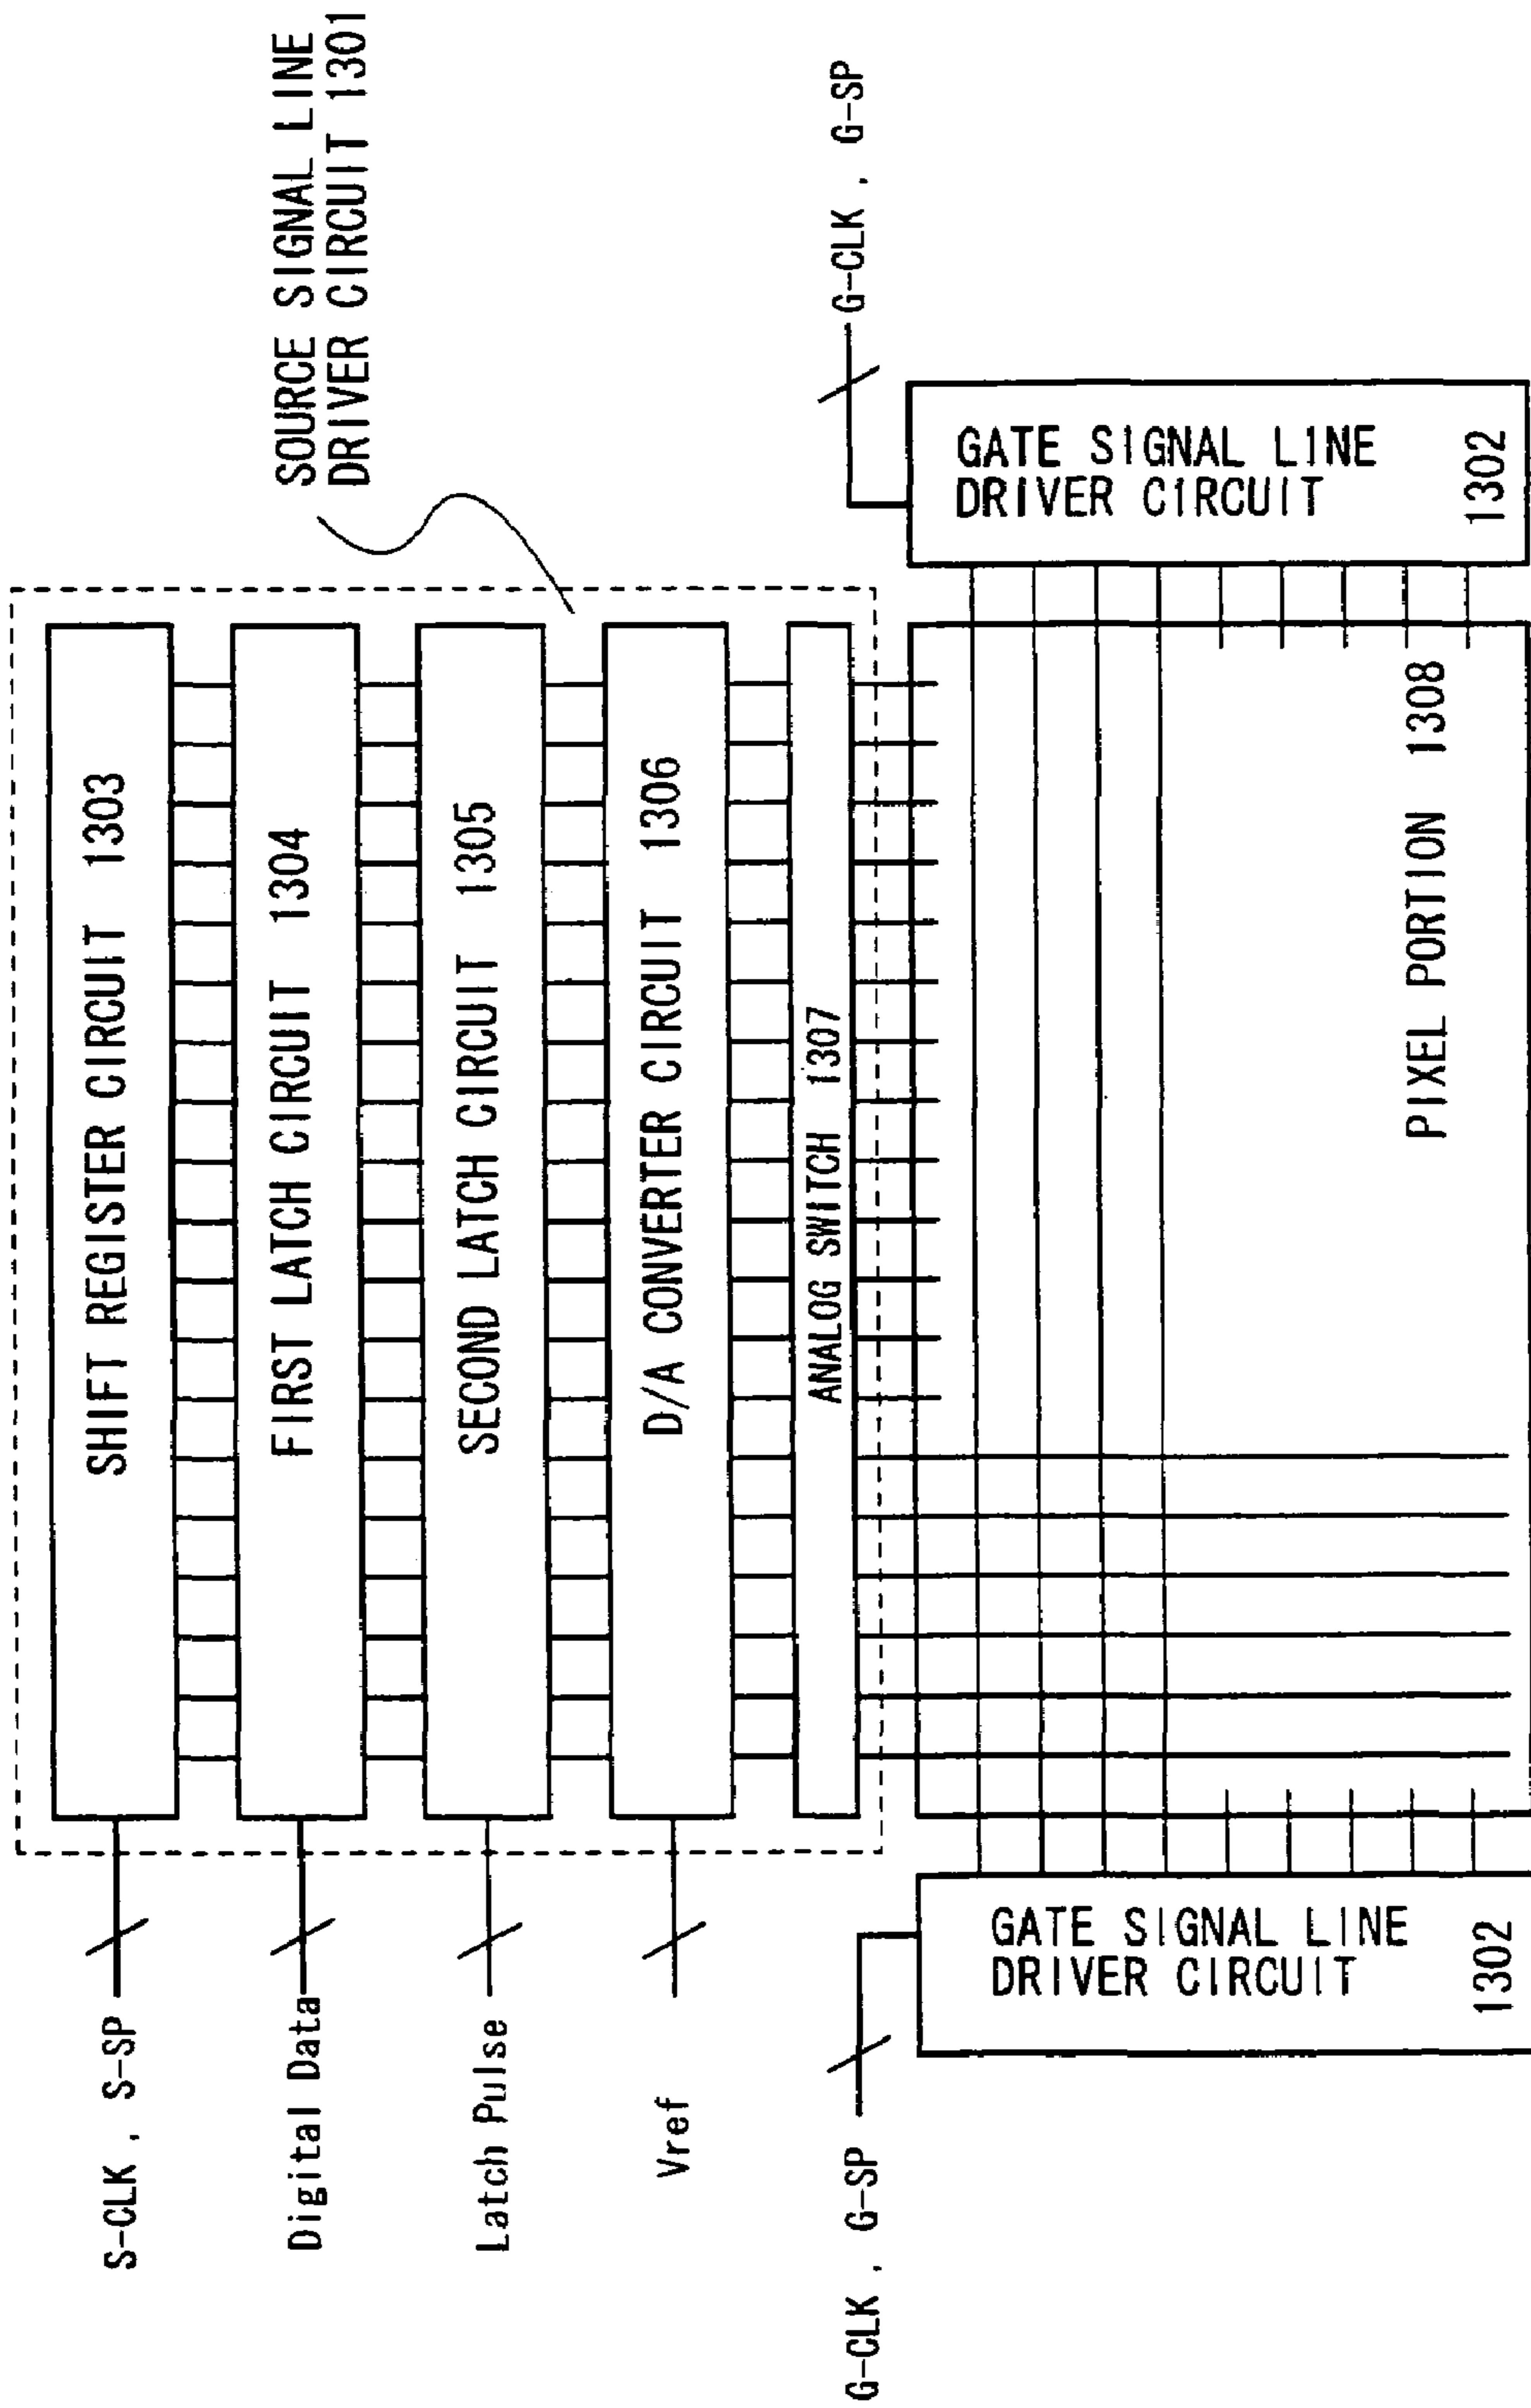 SOURCE SIGNAL LINE
DRIVER CIRCUIT 1301
S-CLK , S-SP
SHIFT REGISTER CIRCUIT 1303
Digital Data
FIRST LATCH CIRCUIT 1304
Latch Pulse
SECOND LATCH CIRCUIT 1305
Vref
D/A CONVERTER CIRCUIT 1306
ANALOG SWITCH 1307
G-CLK , G-SP
G-CLK , G-SP
GATE SIGNAL LINE
DRIVER CIRCUIT
1302
PIXEL PORTION 1308
GATE SIGNAL LINE
DRIVER CIRCUIT
1302